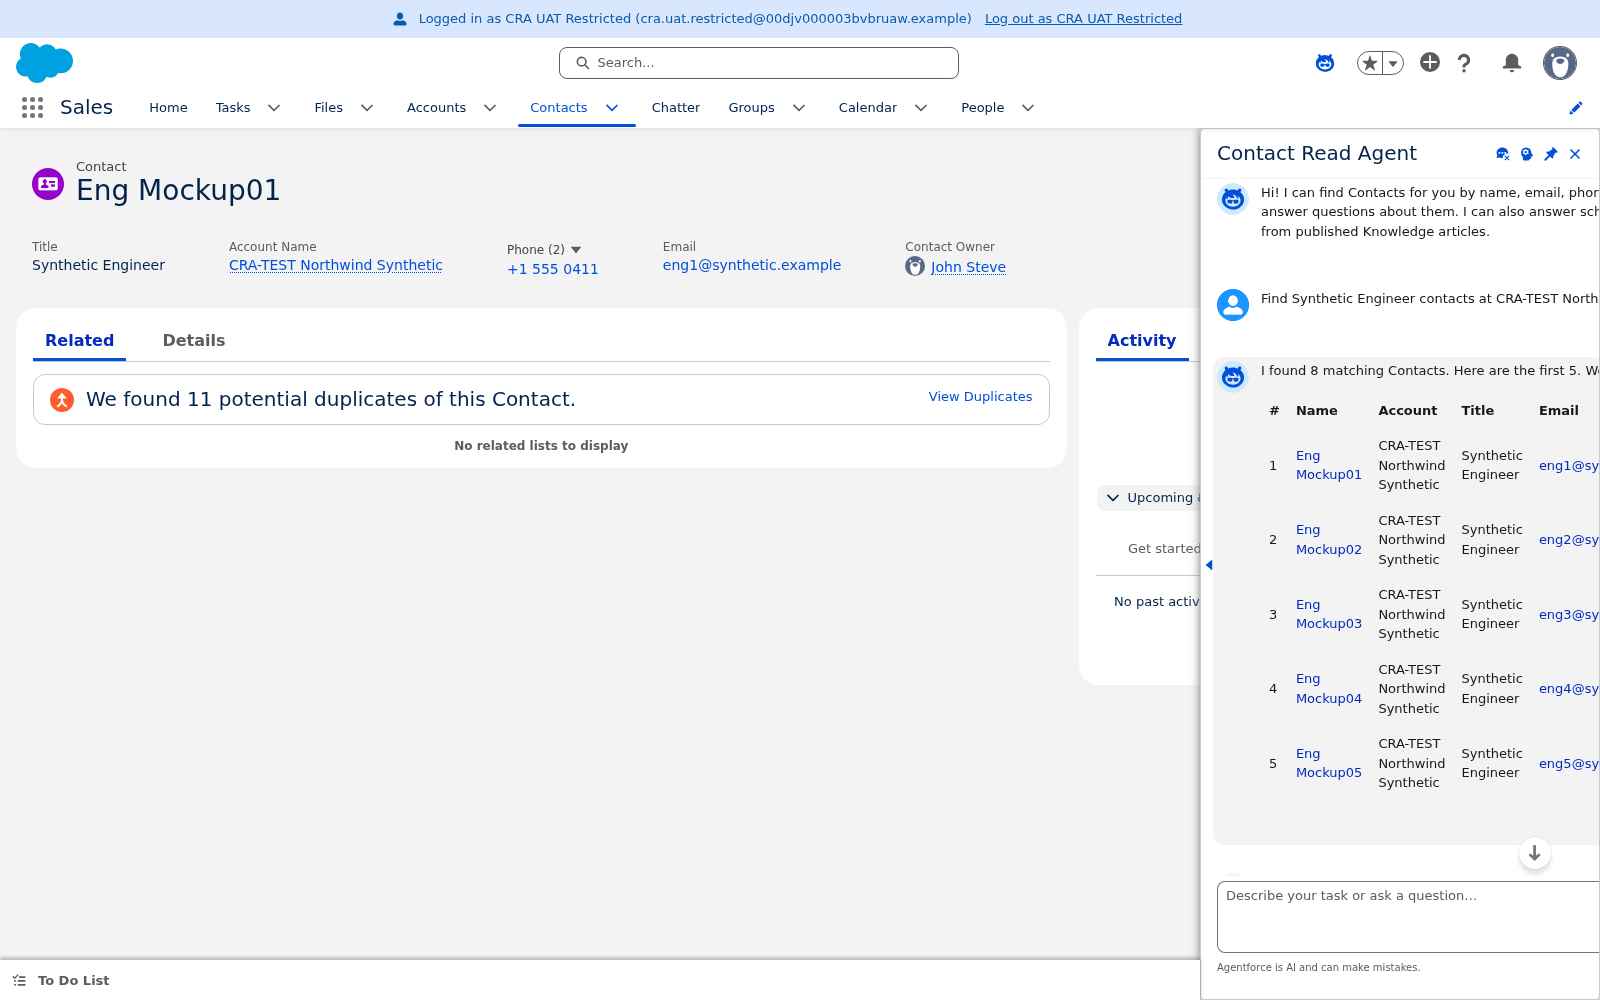 Logged in as CRA UAT Restricted (cra.uat.restricted@00djv000003bvbruaw.example) Log out as CRA UAT Restricted
Search...
Sales Home Tasks Files Accounts Contacts Chatter Groups Calendar People
Contact
Eng Mockup01
Title
Synthetic Engineer
Account Name
CRA-TEST Northwind Synthetic
Phone (2)
+1 555 0411
Email
eng1@synthetic.example
Contact Owner
John Steve
Related Details
We found 11 potential duplicates of this Contact. View Duplicates
No related lists to display
Activity
Upcoming
Get started
No past activ
Contact Read Agent
Hi! I can find Contacts for you by name, email, phon
answer questions about them. I can also answer sch
from published Knowledge articles.
Find Synthetic Engineer contacts at CRA-TEST North
I found 8 matching Contacts. Here are the first 5. We
# Name Account Title Email
1 Eng Mockup01 CRA-TEST Northwind Synthetic Synthetic Engineer eng1@sy
2 Eng Mockup02 CRA-TEST Northwind Synthetic Synthetic Engineer eng2@sy
3 Eng Mockup03 CRA-TEST Northwind Synthetic Synthetic Engineer eng3@sy
4 Eng Mockup04 CRA-TEST Northwind Synthetic Synthetic Engineer eng4@sy
5 Eng Mockup05 CRA-TEST Northwind Synthetic Synthetic Engineer eng5@sy
Describe your task or ask a question...
Agentforce is AI and can make mistakes.
To Do List